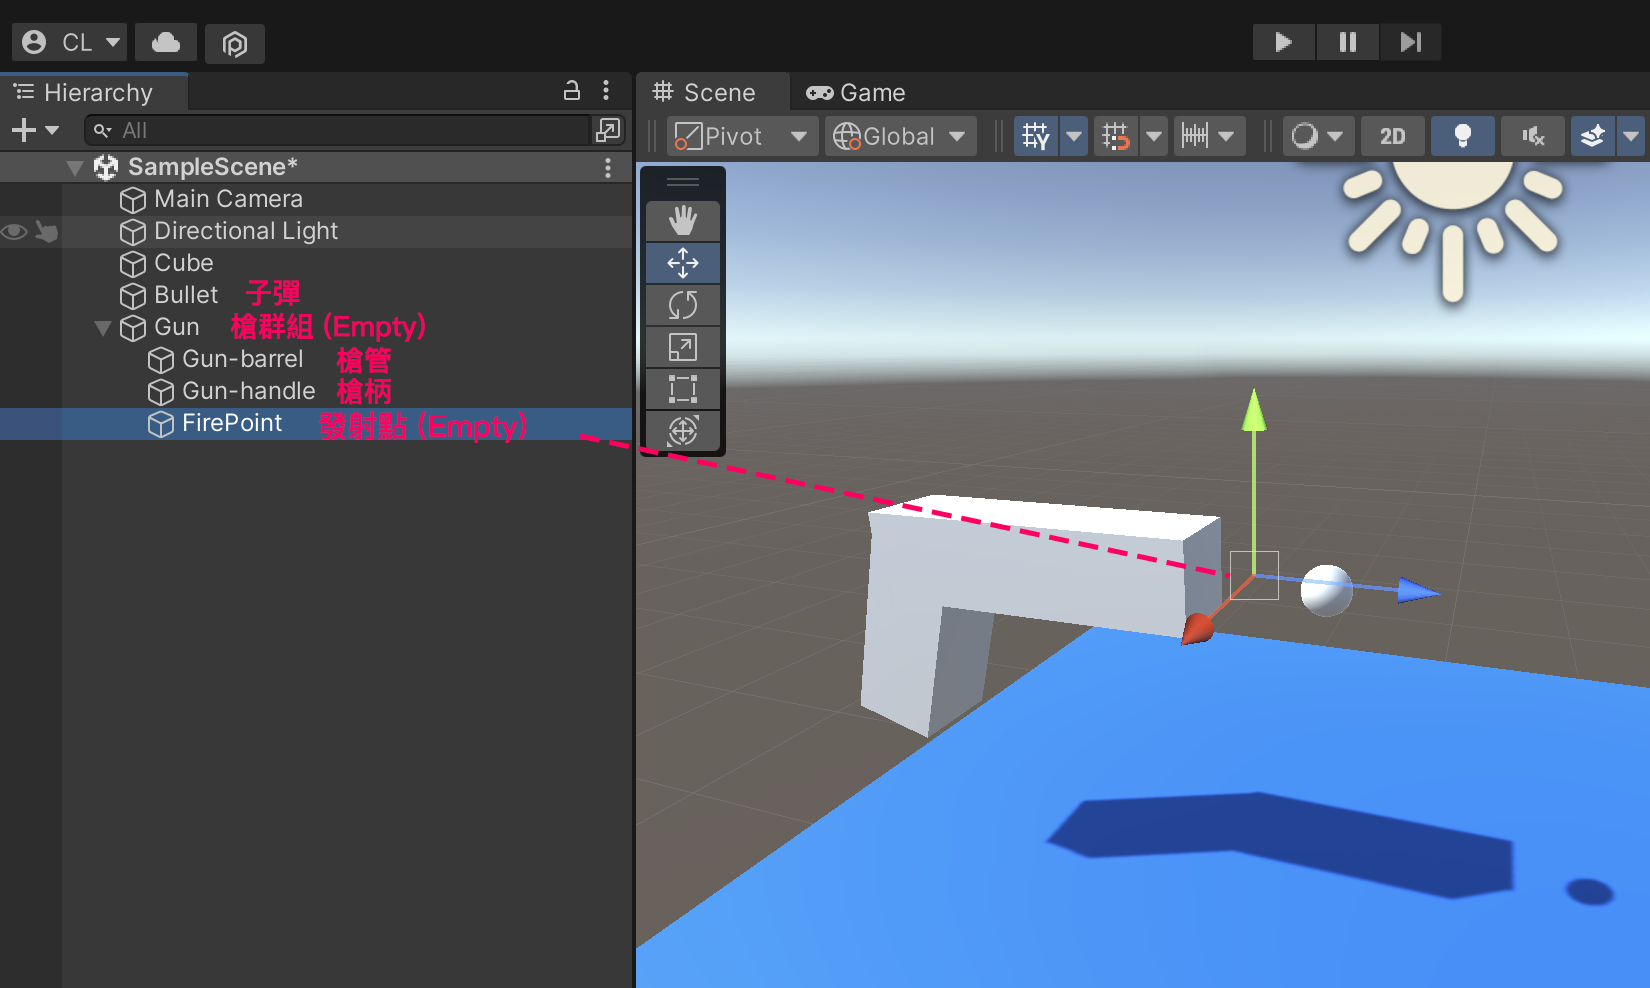 CL
Hierarchy
All
SampleScene*
Main Camera
Directional Light
Cube
Bullet 子彈
Gun 槍群組 (Empty)
Gun-barrel 槍管
Gun-handle 槍柄
FirePoint 發射點 (Empty)
Scene Game
Pivot Global 2D